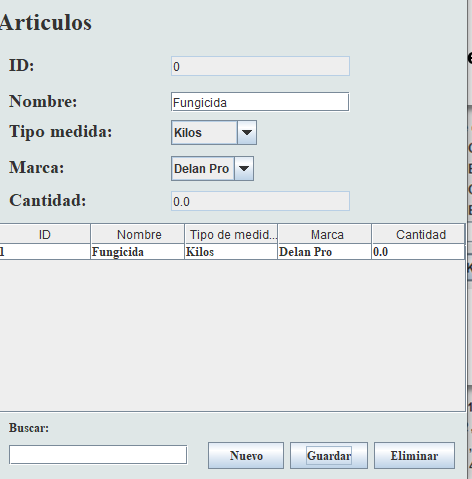 Articulos
ID: 0
Nombre: Fungicida
Tipo medida: Kilos
Marca: Delan Pro
Cantidad: 0.0
ID Nombre Tipo de medid... Marca Cantidad
1 Fungicida Kilos Delan Pro 0.0
Buscar:
Nuevo Guardar Eliminar